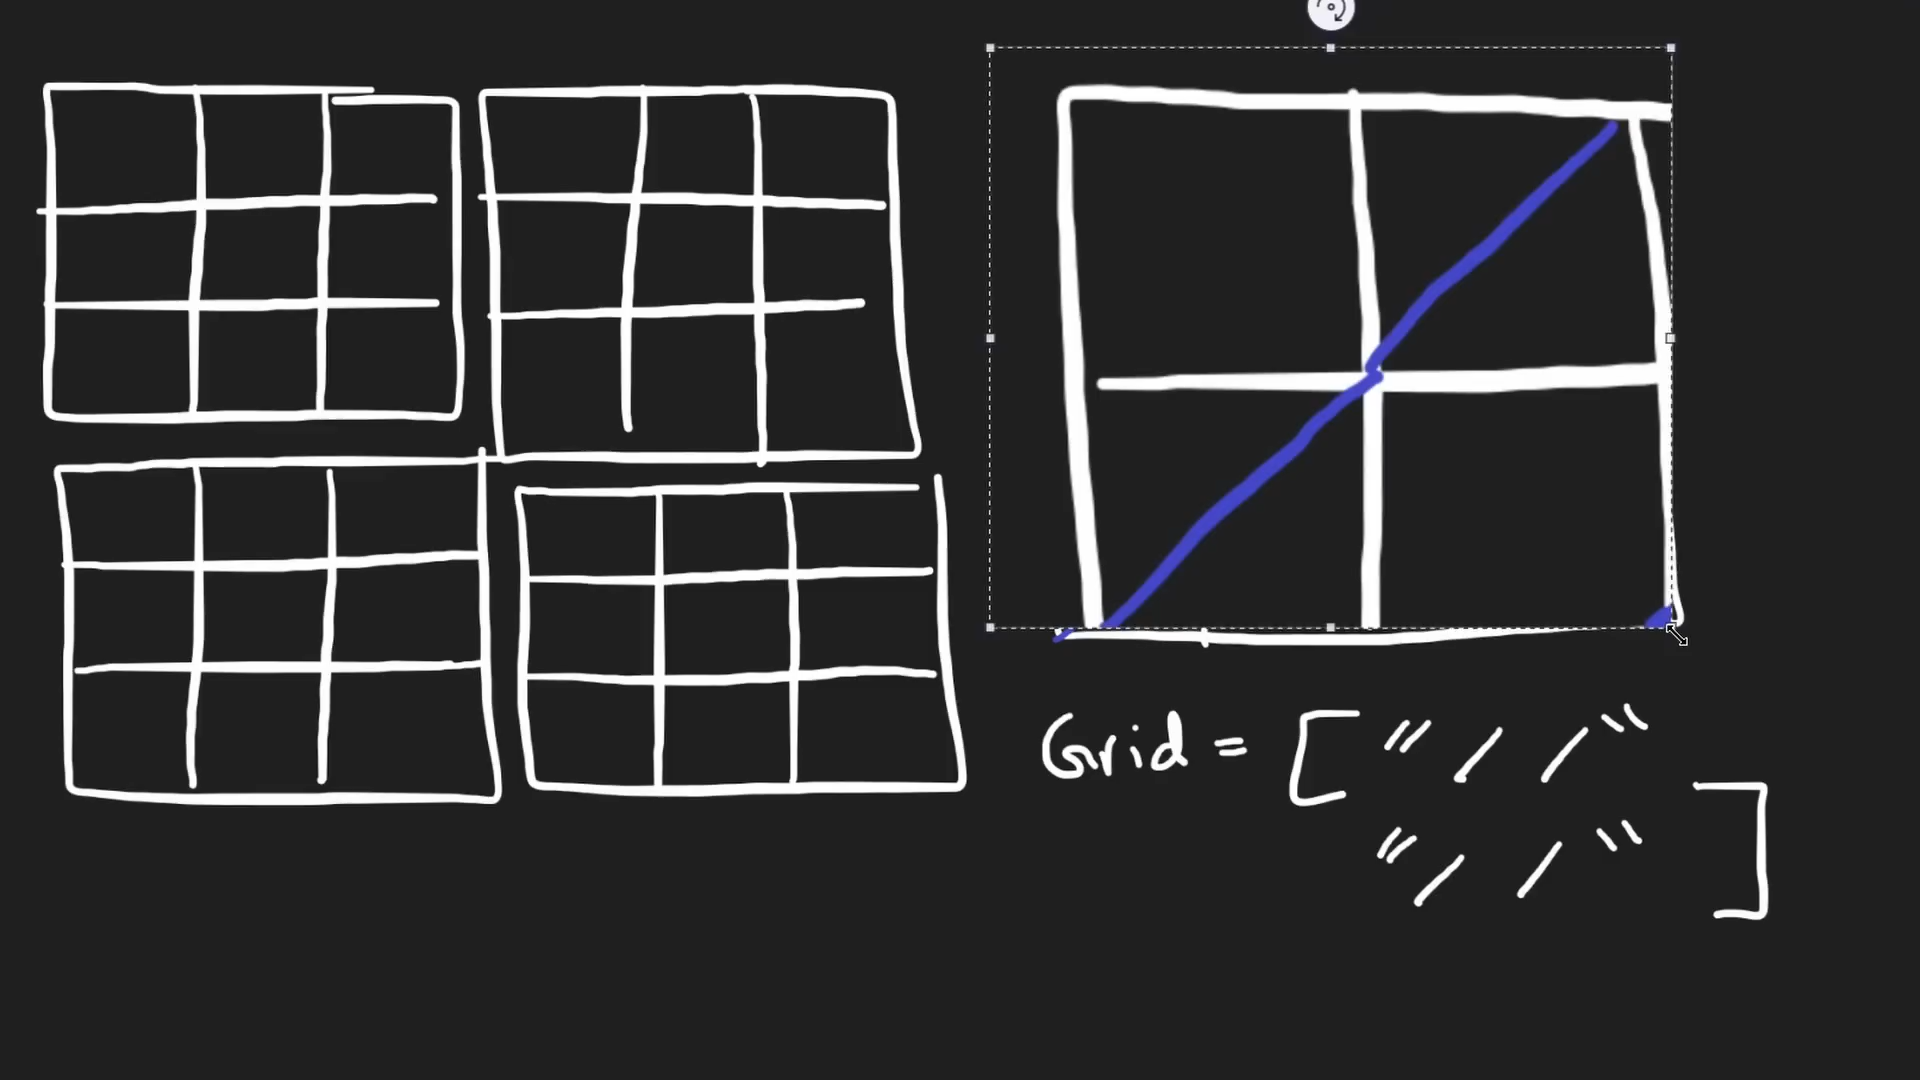 Grid = [ " / / "
" / / " ]